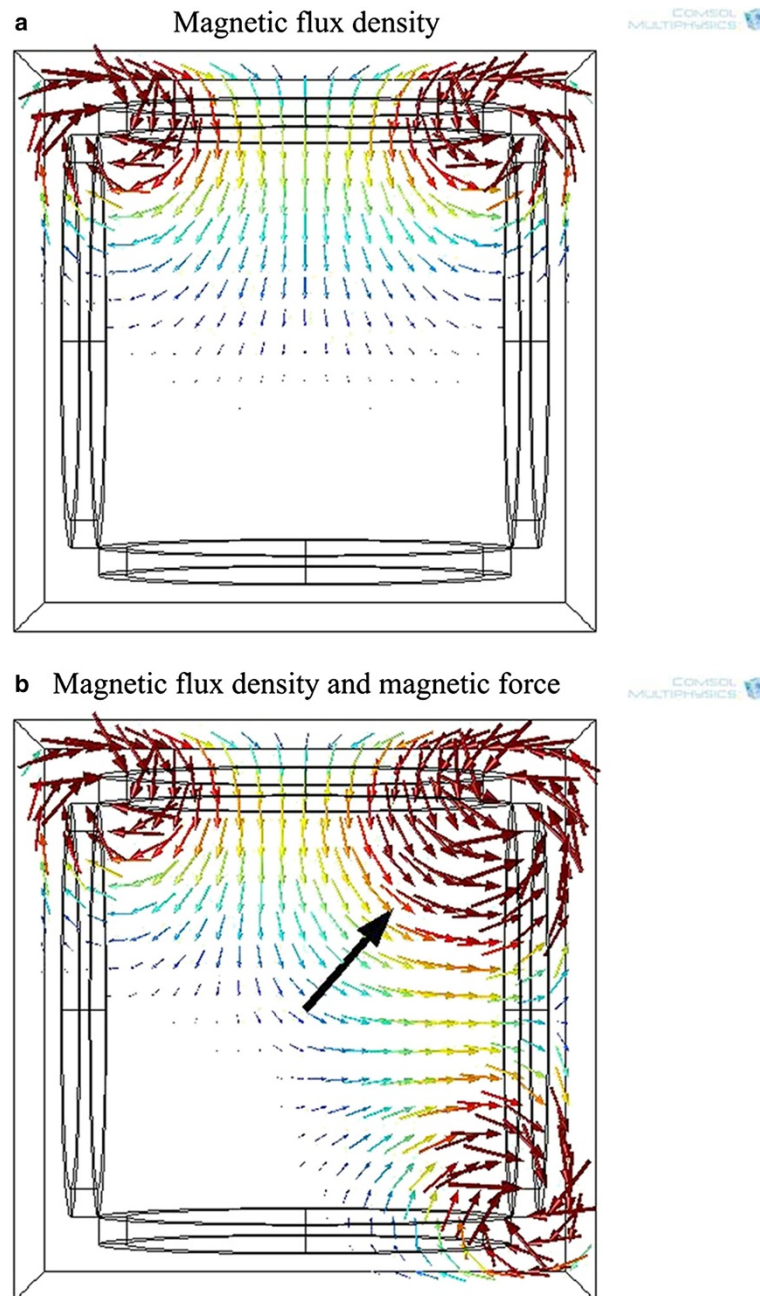 a Magnetic flux density
COMSOL
MULTIPHYSICS
b Magnetic flux density and magnetic force
COMSOL
MULTIPHYSICS